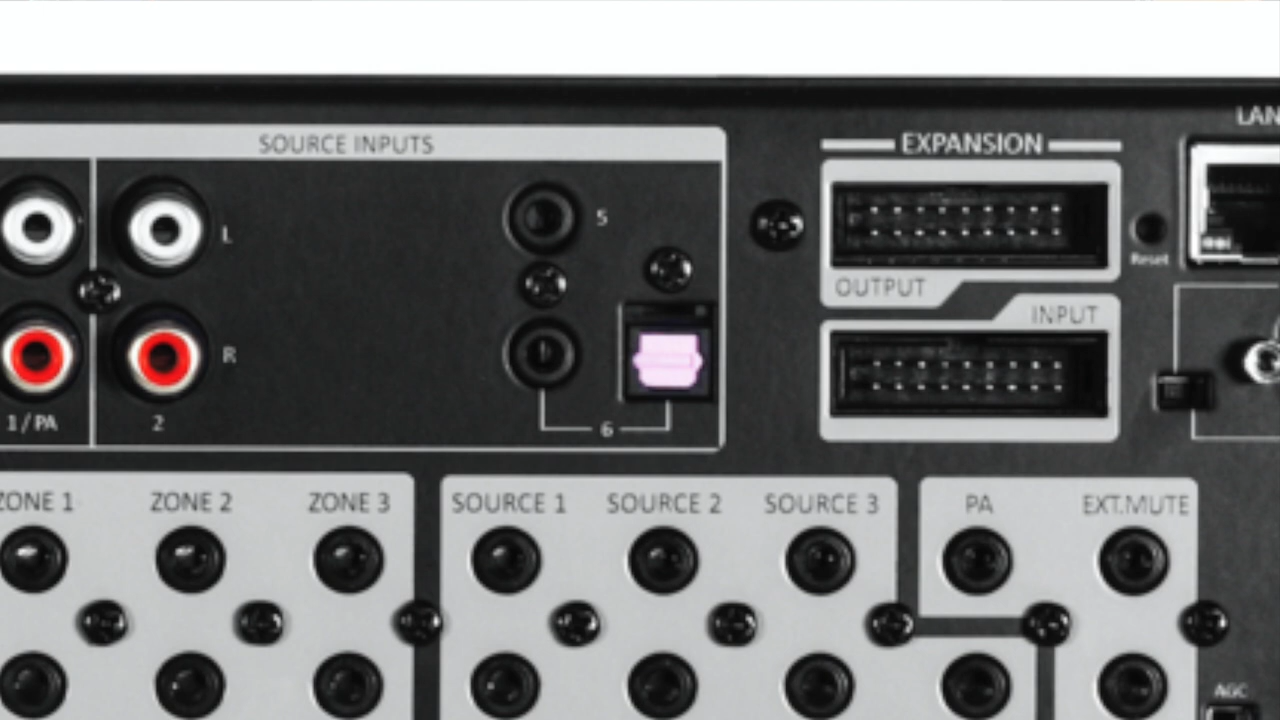 LAN
SOURCE INPUTS
EXPANSION
L
5
Reset
OUTPUT
INPUT
R
1 / PA
2
6
ZONE 1
ZONE 2
ZONE 3
SOURCE 1
SOURCE 2
SOURCE 3
PA
EXT.MUTE
AGC